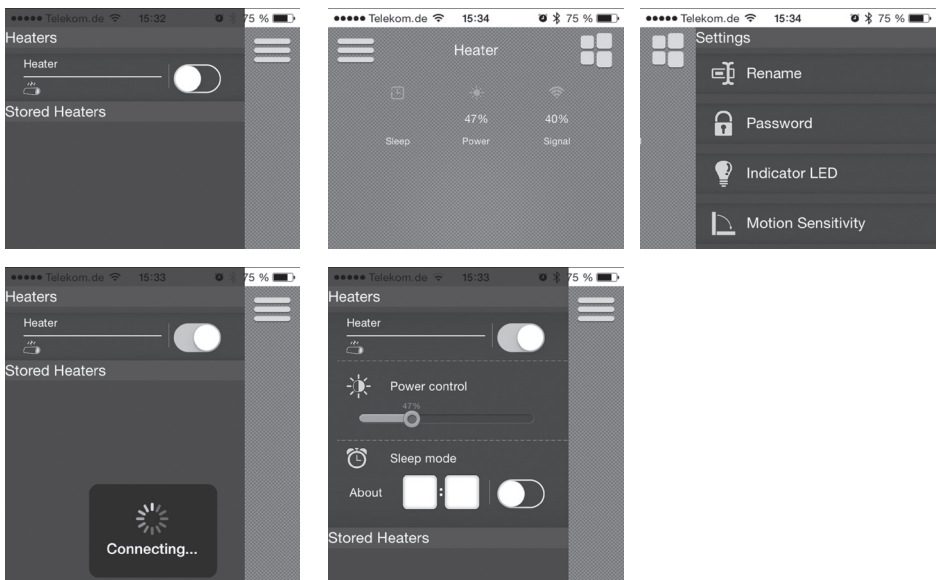 Telekom.de 15:32 75 %
Heaters
Heater
Stored Heaters
Telekom.de 15:34 75 %
Heater
47% 40%
Sleep Power Signal
Telekom.de 15:34 75 %
Settings
Rename
Password
Indicator LED
Motion Sensitivity
Telekom.de 15:33 75 %
Heaters
Heater
Stored Heaters
Connecting...
Telekom.de 15:33 75 %
Heaters
Heater
Power control
47%
Sleep mode
About :
Stored Heaters